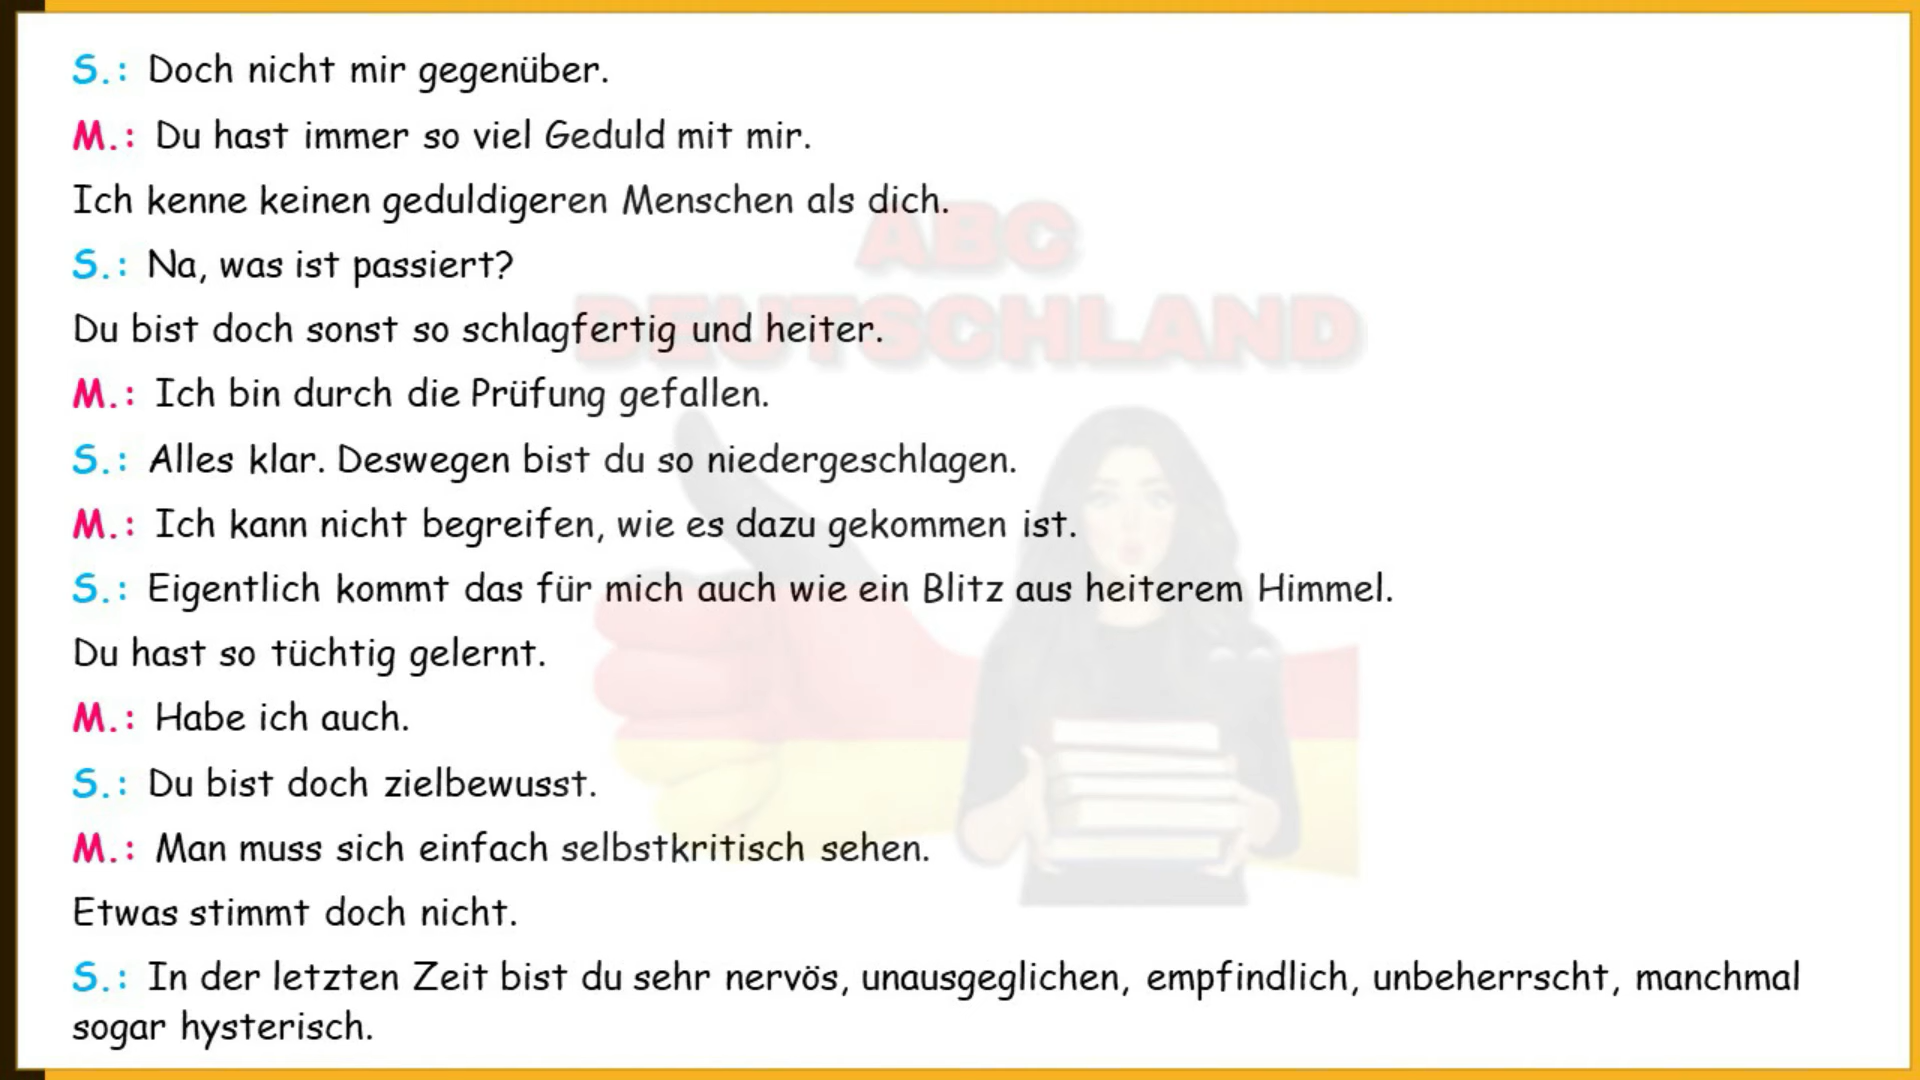 S.: Doch nicht mir gegenüber.
M.: Du hast immer so viel Geduld mit mir.
Ich kenne keinen geduldigeren Menschen als dich.
S.: Na, was ist passiert?
Du bist doch sonst so schlagfertig und heiter.
M.: Ich bin durch die Prüfung gefallen.
S.: Alles klar. Deswegen bist du so niedergeschlagen.
M.: Ich kann nicht begreifen, wie es dazu gekommen ist.
S.: Eigentlich kommt das für mich auch wie ein Blitz aus heiterem Himmel.
Du hast so tüchtig gelernt.
M.: Habe ich auch.
S.: Du bist doch zielbewusst.
M.: Man muss sich einfach selbstkritisch sehen.
Etwas stimmt doch nicht.
S.: In der letzten Zeit bist du sehr nervös, unausgeglichen, empfindlich, unbeherrscht, manchmal
sogar hysterisch.
ABC
DEUTSCHLAND